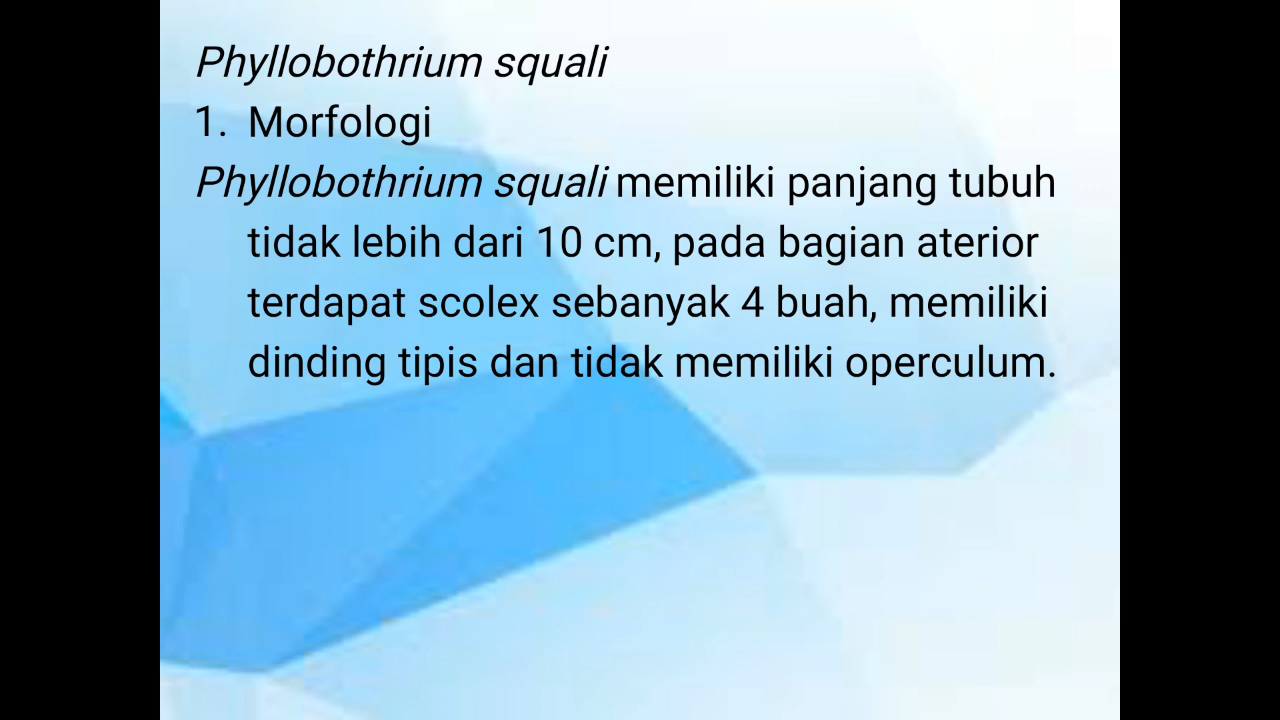 Phyllobothrium squali
1. Morfologi
Phyllobothrium squali memiliki panjang tubuh
tidak lebih dari 10 cm, pada bagian aterior
terdapat scolex sebanyak 4 buah, memiliki
dinding tipis dan tidak memiliki operculum.